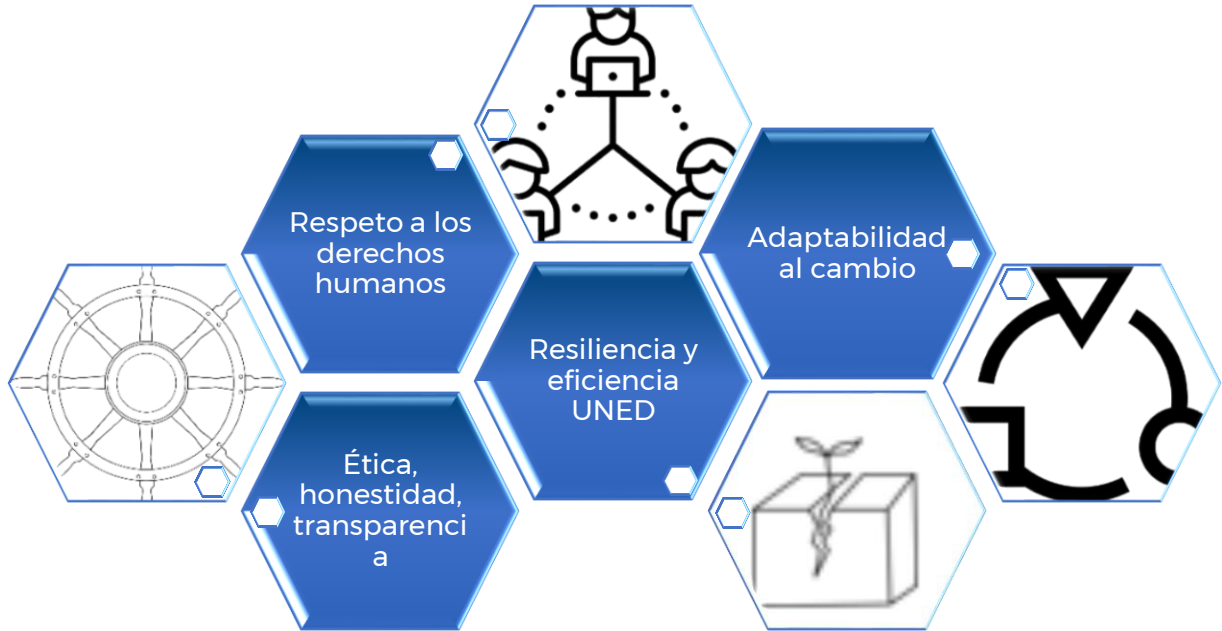 Respeto a los
derechos
humanos
Adaptabilidad
al cambio
Resiliencia y
eficiencia
UNED
Ética,
honestidad,
transparenci
a